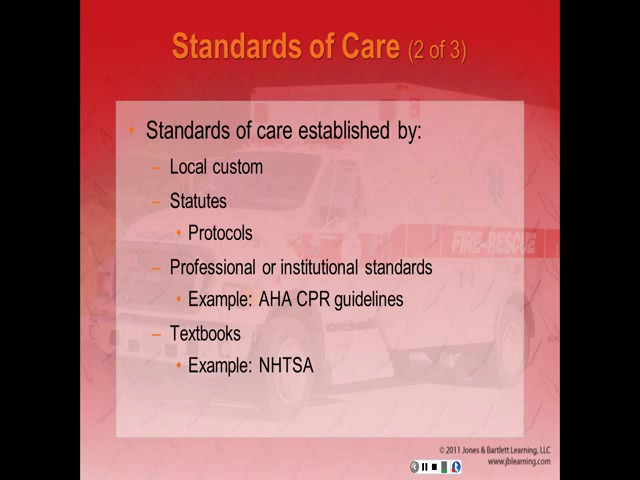 Standards of Care (2 of 3)
• Standards of care established by:
– Local custom
– Statutes
• Protocols
– Professional or institutional standards
• Example: AHA CPR guidelines
– Textbooks
• Example: NHTSA
FIRE-RESCUE
© 2011 Jones & Bartlett Learning, LLC
www.jblearning.com